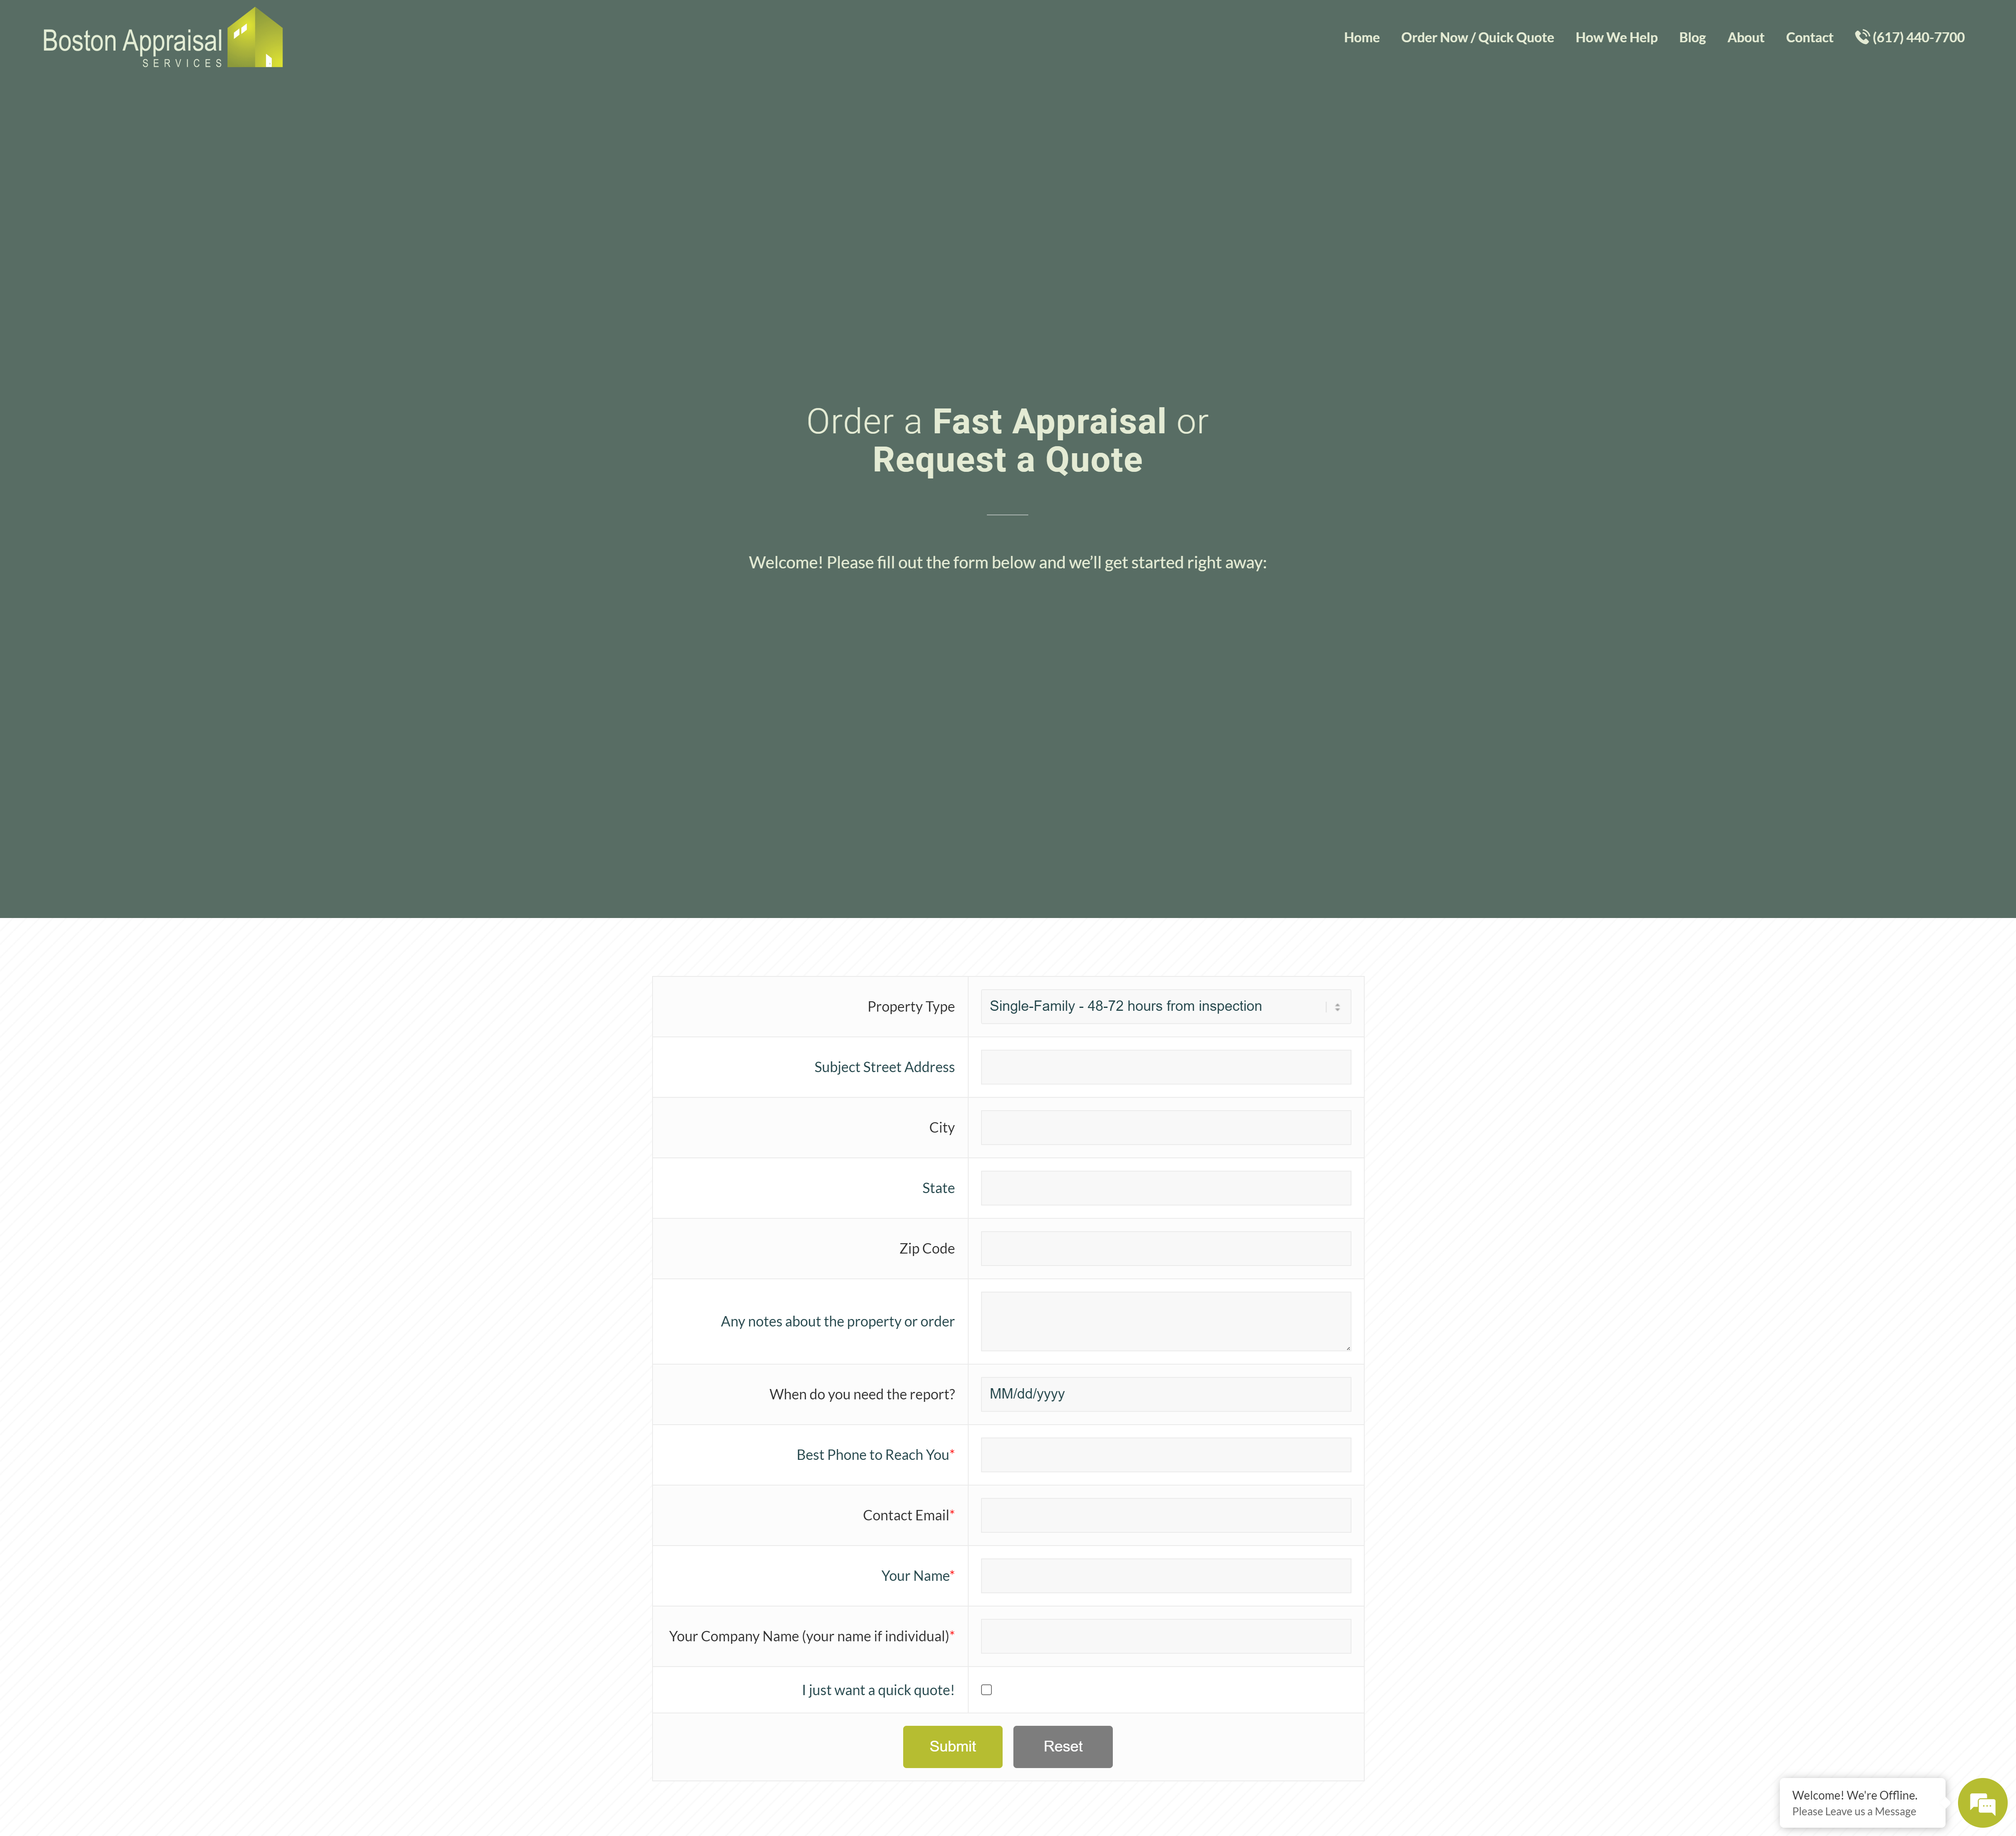 Boston Appraisal
SERVICES
Home Order Now / Quick Quote How We Help Blog About Contact (617) 440-7700
Order a Fast Appraisal or
Request a Quote
Welcome! Please fill out the form below and we’ll get started right away:
Property Type Single-Family - 48-72 hours from inspection
Subject Street Address
City
State
Zip Code
Any notes about the property or order
When do you need the report? MM/dd/yyyy
Best Phone to Reach You*
Contact Email*
Your Name*
Your Company Name (your name if individual)*
I just want a quick quote!
Submit Reset
Welcome! We're Offline.
Please Leave us a Message